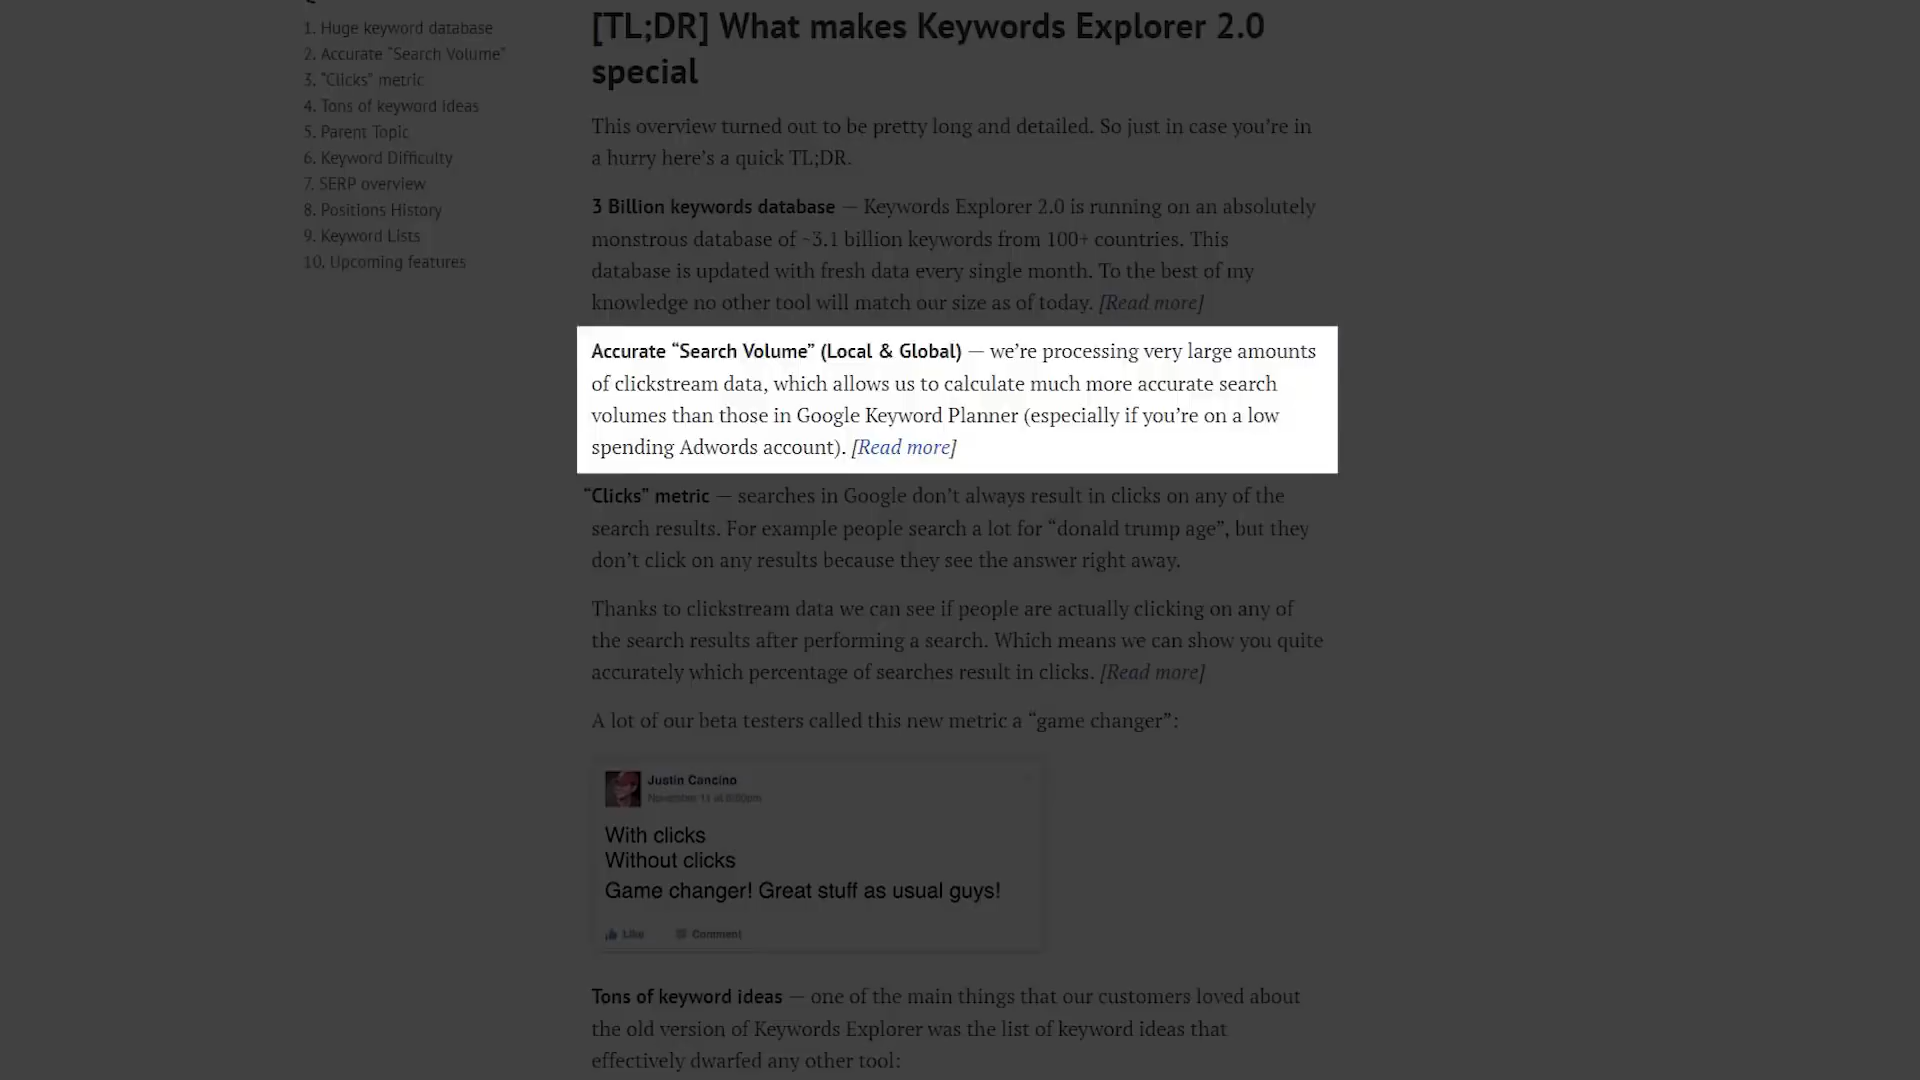 1. Huge keyword database
2. Accurate “Search Volume”
3. “Clicks” metric
4. Tons of keyword ideas
5. Parent Topic
6. Keyword Difficulty
7. SERP overview
8. Positions History
9. Keyword Lists
10. Upcoming features
[TL;DR] What makes Keywords Explorer 2.0
special
This overview turned out to be pretty long and detailed. So just in case you’re in
a hurry here’s a quick TL;DR.
3 Billion keywords database — Keywords Explorer 2.0 is running on an absolutely
monstrous database of ~3.1 billion keywords from 100+ countries. This
database is updated with fresh data every single month. To the best of my
knowledge no other tool will match our size as of today. [Read more]
Accurate “Search Volume” (Local & Global) — we’re processing very large amounts
of clickstream data, which allows us to calculate much more accurate search
volumes than those in Google Keyword Planner (especially if you’re on a low
spending Adwords account). [Read more]
“Clicks” metric — searches in Google don’t always result in clicks on any of the
search results. For example people search a lot for “donald trump age”, but they
don’t click on any results because they see the answer right away.
Thanks to clickstream data we can see if people are actually clicking on any of
the search results after performing a search. Which means we can show you quite
accurately which percentage of searches result in clicks. [Read more]
A lot of our beta testers called this new metric a “game changer”:
Justin Cancino
November 11 at 6:00pm
With clicks
Without clicks
Game changer! Great stuff as usual guys!
Like Comment
Tons of keyword ideas — one of the main things that our customers loved about
the old version of Keywords Explorer was the list of keyword ideas that
effectively dwarfed any other tool: